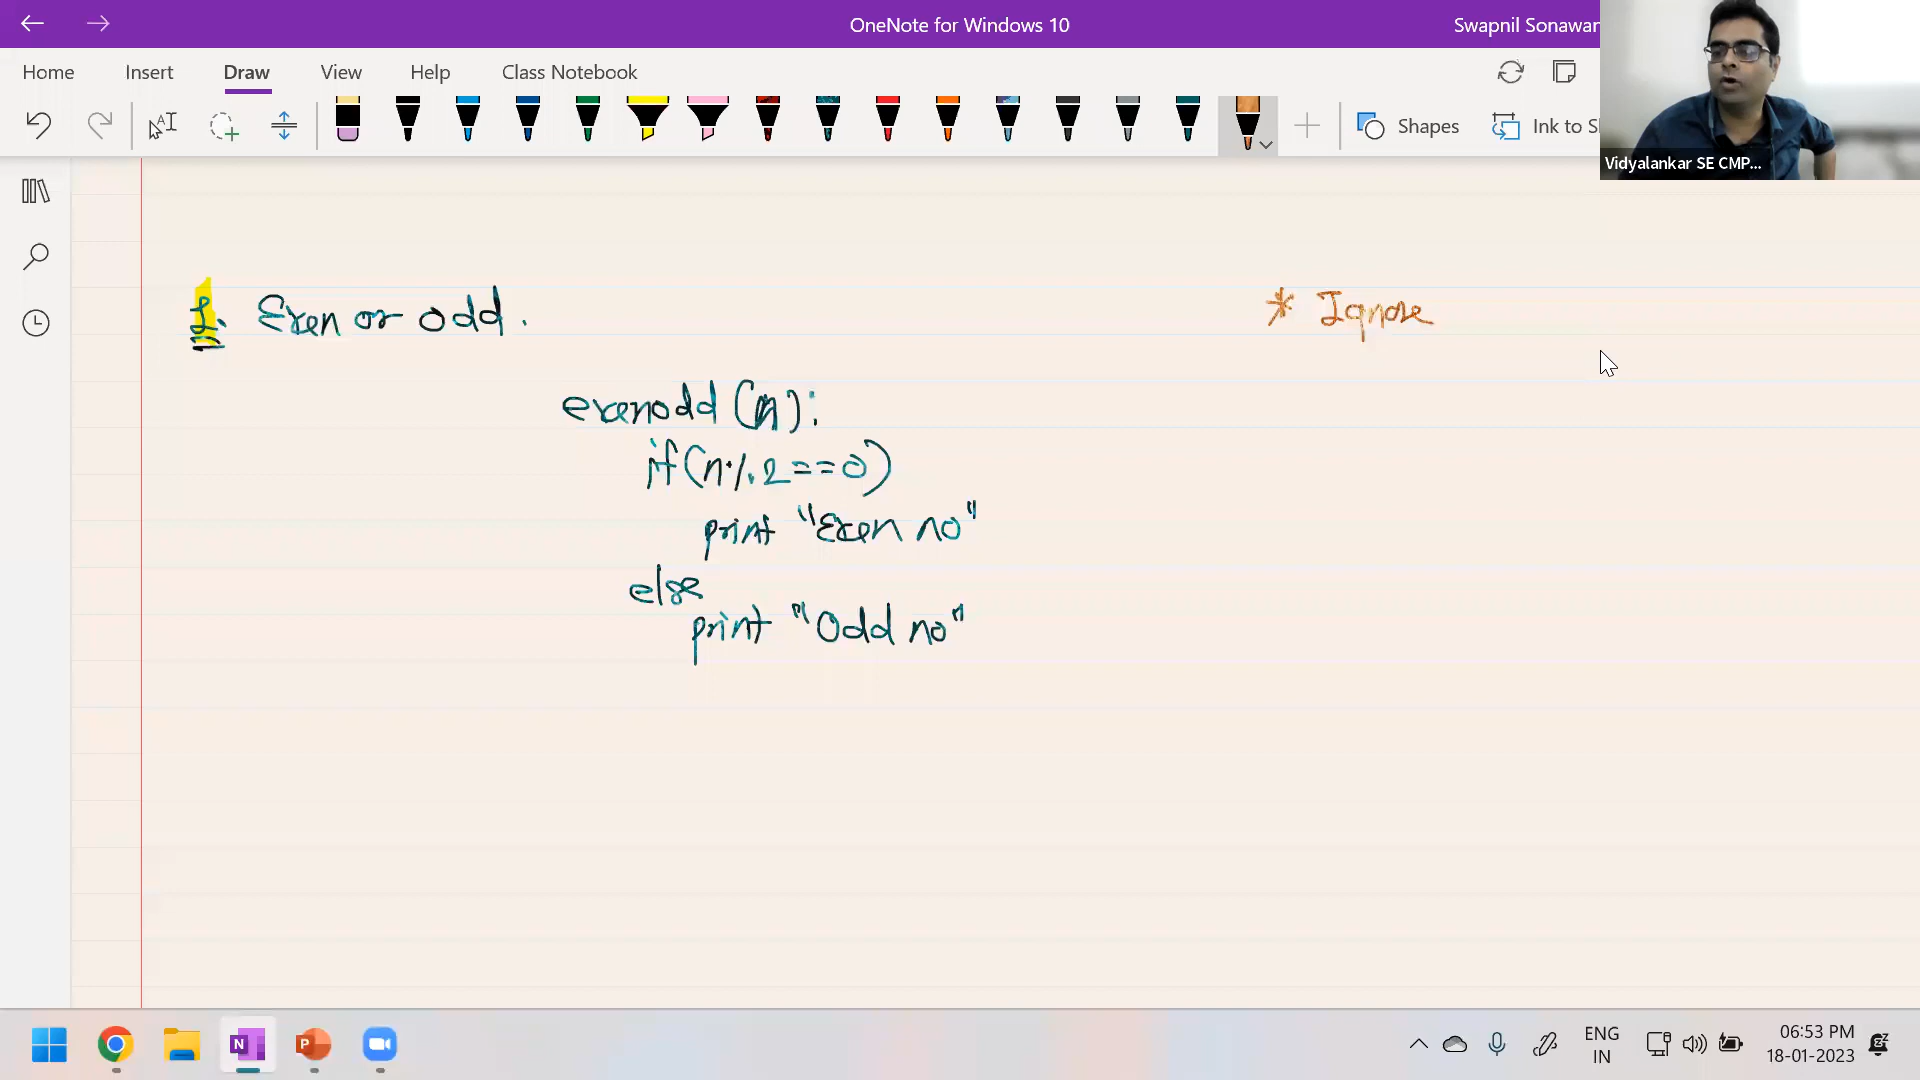 OneNote for Windows 10
Swapnil Sonawar
Home Insert Draw View Help Class Notebook
Shapes
Ink to S
Vidyalankar SE CMP...
1. Even or odd.
* Ignore
evenodd (n):
if(n%2==0)
print "Even no"
else
print "Odd no"
ENG
IN
06:53 PM
18-01-2023